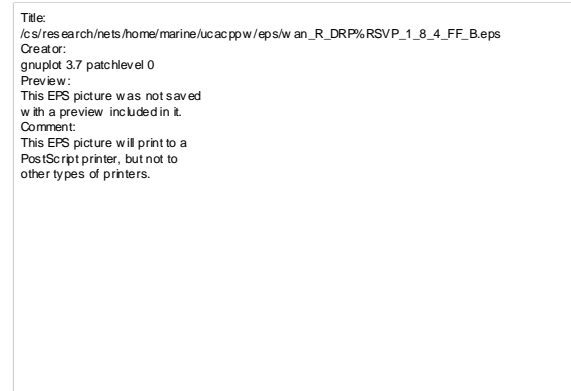 Title:
/cs/research/nets/home/marine/ucacppw/eps/wan_R_DRP%RSVP_1_8_4_FF_B.eps
Creator:
gnuplot 3.7 patchlevel 0
Preview:
This EPS picture was not saved
with a preview included in it.
Comment:
This EPS picture will print to a
PostScript printer, but not to
other types of printers.